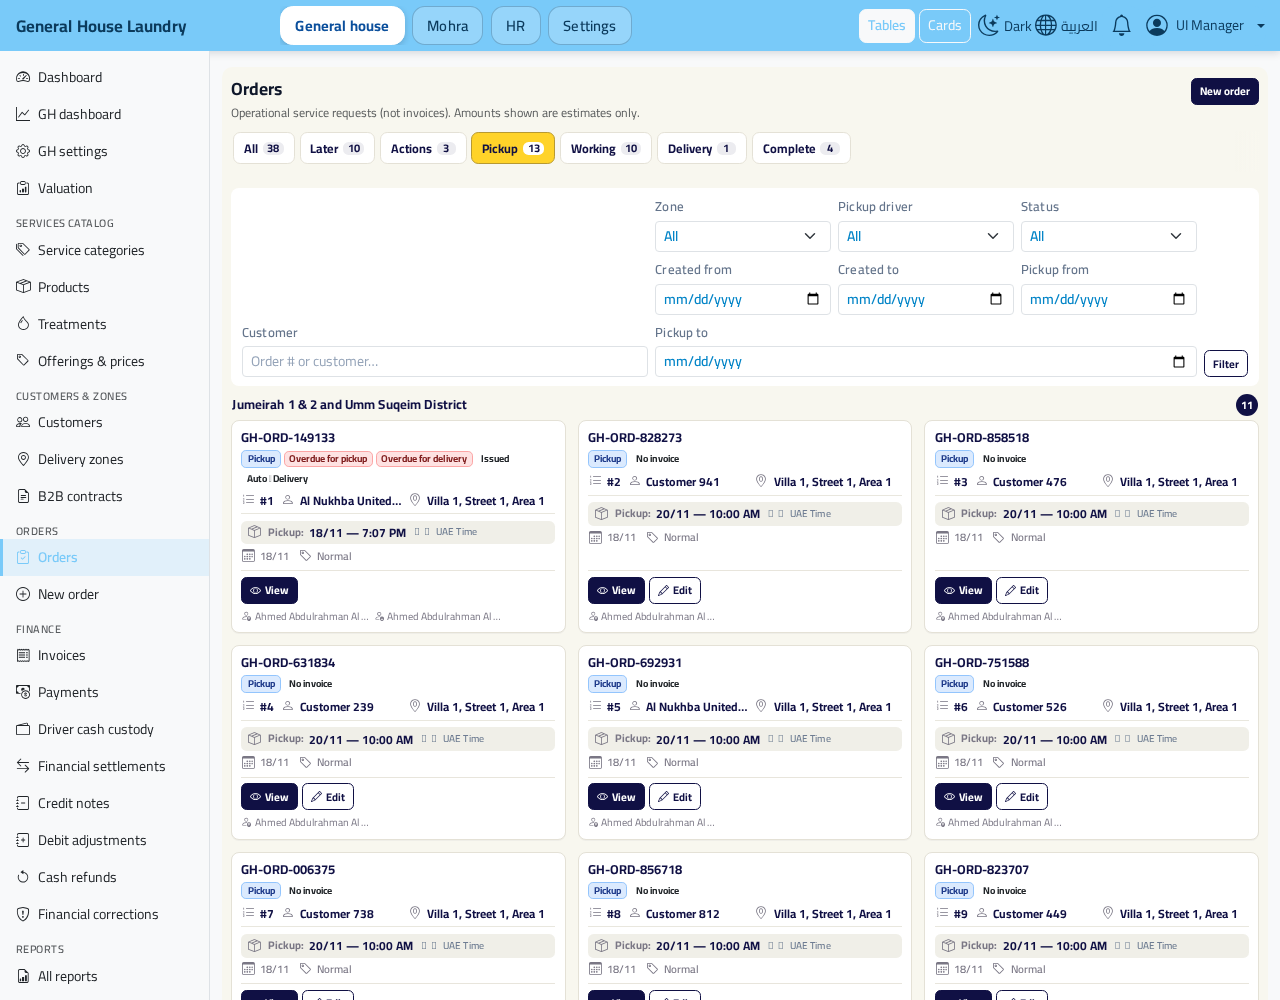 General House Laundry
General house Mohra HR Settings
Tables Cards Dark العربية UI Manager
Dashboard
GH dashboard
GH settings
Valuation
SERVICES CATALOG
Service categories
Products
Treatments
Offerings & prices
CUSTOMERS & ZONES
Customers
Delivery zones
B2B contracts
ORDERS
Orders
New order
FINANCE
Invoices
Payments
Driver cash custody
Financial settlements
Credit notes
Debit adjustments
Cash refunds
Financial corrections
REPORTS
All reports
Orders
New order
Operational service requests (not invoices). Amounts shown are estimates only.
All 38 Later 10 Actions 3 Pickup 13 Working 10 Delivery 1 Complete 4
Zone Pickup driver Status
All All All
Created from Created to Pickup from
mm/dd/yyyy mm/dd/yyyy mm/dd/yyyy
Customer Pickup to
Order # or customer... mm/dd/yyyy Filter
Jumeirah 1 & 2 and Umm Suqeim District 11
GH-ORD-149133
Pickup Overdue for pickup Overdue for delivery Issued
Auto Delivery
#1 Al Nukhba United... Villa 1, Street 1, Area 1
Pickup: 18/11 — 7:07 PM UAE Time
18/11 Normal
View
Ahmed Abdulrahman Al ... Ahmed Abdulrahman Al ...
GH-ORD-828273
Pickup No invoice
#2 Customer 941 Villa 1, Street 1, Area 1
Pickup: 20/11 — 10:00 AM UAE Time
18/11 Normal
View Edit
Ahmed Abdulrahman Al ...
GH-ORD-858518
Pickup No invoice
#3 Customer 476 Villa 1, Street 1, Area 1
Pickup: 20/11 — 10:00 AM UAE Time
18/11 Normal
View Edit
Ahmed Abdulrahman Al ...
GH-ORD-631834
Pickup No invoice
#4 Customer 239 Villa 1, Street 1, Area 1
Pickup: 20/11 — 10:00 AM UAE Time
18/11 Normal
View Edit
Ahmed Abdulrahman Al ...
GH-ORD-692931
Pickup No invoice
#5 Al Nukhba United... Villa 1, Street 1, Area 1
Pickup: 20/11 — 10:00 AM UAE Time
18/11 Normal
View Edit
Ahmed Abdulrahman Al ...
GH-ORD-751588
Pickup No invoice
#6 Customer 526 Villa 1, Street 1, Area 1
Pickup: 20/11 — 10:00 AM UAE Time
18/11 Normal
View Edit
Ahmed Abdulrahman Al ...
GH-ORD-006375
Pickup No invoice
#7 Customer 738 Villa 1, Street 1, Area 1
Pickup: 20/11 — 10:00 AM UAE Time
18/11 Normal
GH-ORD-856718
Pickup No invoice
#8 Customer 812 Villa 1, Street 1, Area 1
Pickup: 20/11 — 10:00 AM UAE Time
18/11 Normal
GH-ORD-823707
Pickup No invoice
#9 Customer 449 Villa 1, Street 1, Area 1
Pickup: 20/11 — 10:00 AM UAE Time
18/11 Normal